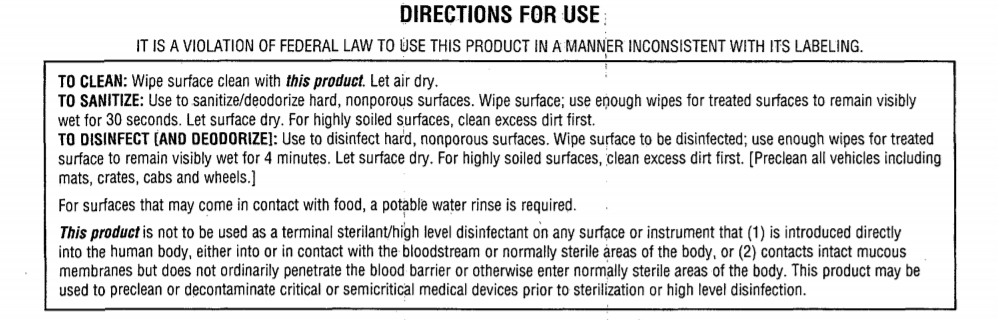 DIRECTIONS FOR USE
IT IS A VIOLATION OF FEDERAL LAW TO USE THIS PRODUCT IN A MANNER INCONSISTENT WITH ITS LABELING.
TO CLEAN: Wipe surface clean with this product. Let air dry.
TO SANITIZE: Use to sanitize/deodorize hard, nonporous surfaces. Wipe surface; use enough wipes for treated surfaces to remain visibly
wet for 30 seconds. Let surface dry. For highly soiled surfaces, clean excess dirt first.
TO DISINFECT [AND DEODORIZE]: Use to disinfect hard, nonporous surfaces. Wipe surface to be disinfected; use enough wipes for treated
surface to remain visibly wet for 4 minutes. Let surface dry. For highly soiled surfaces, clean excess dirt first. [Preclean all vehicles including
mats, crates, cabs and wheels.]
For surfaces that may come in contact with food, a potable water rinse is required.
This product is not to be used as a terminal sterilant/high level disinfectant on any surface or instrument that (1) is introduced directly
into the human body, either into or in contact with the bloodstream or normally sterile areas of the body, or (2) contacts intact mucous
membranes but does not ordinarily penetrate the blood barrier or otherwise enter normally sterile areas of the body. This product may be
used to preclean or decontaminate critical or semicritical medical devices prior to sterilization or high level disinfection.